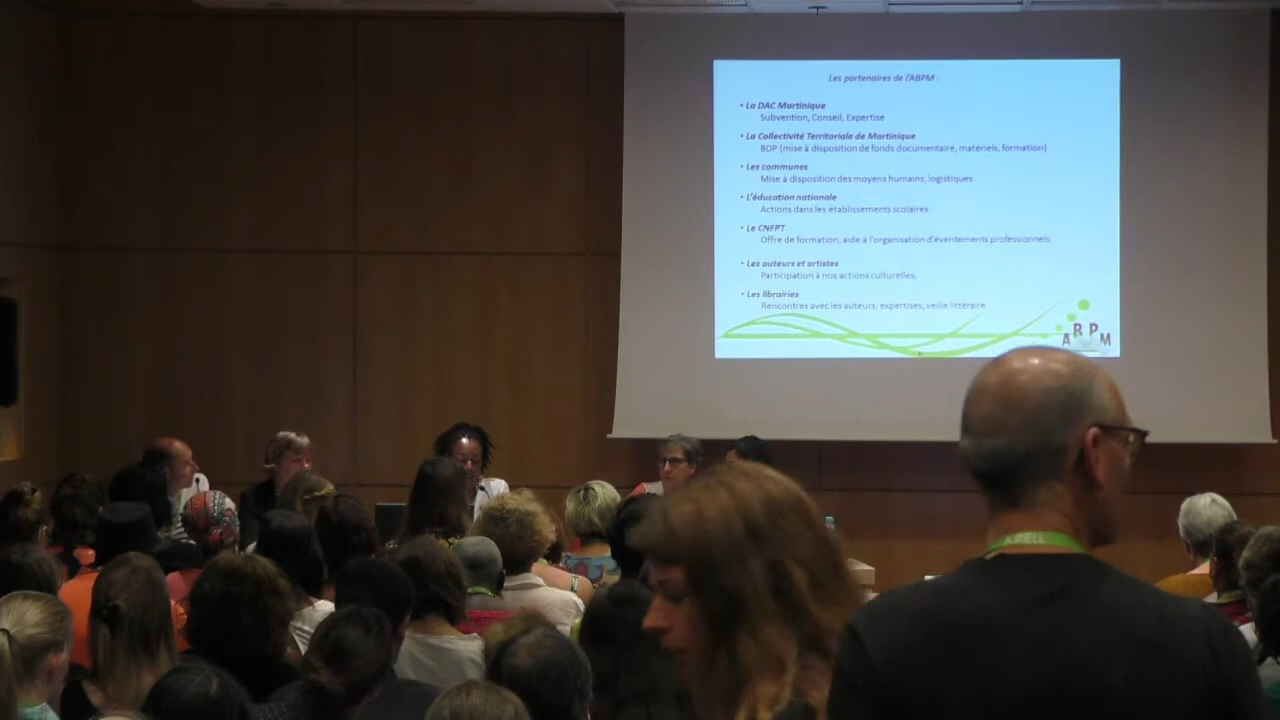 Les partenaires de l'ABPM :
• La DAC Martinique
Subvention, Conseil, Expertise
• La Collectivité Territoriale de Martinique
BDP (mise à disposition de fonds documentaire, matériels, formation)
• Les communes
Mise à disposition des moyens humains, logistiques
• L'éducation nationale
Actions dans les établissements scolaires
• Le CNFPT
Offre de formation, aide à l'organisation d'éventements professionnels
• Les auteurs et artistes
Participation à nos actions culturelles,
• Les librairies
Rencontres avec les auteurs, expertises, veille littéraire
ABPM